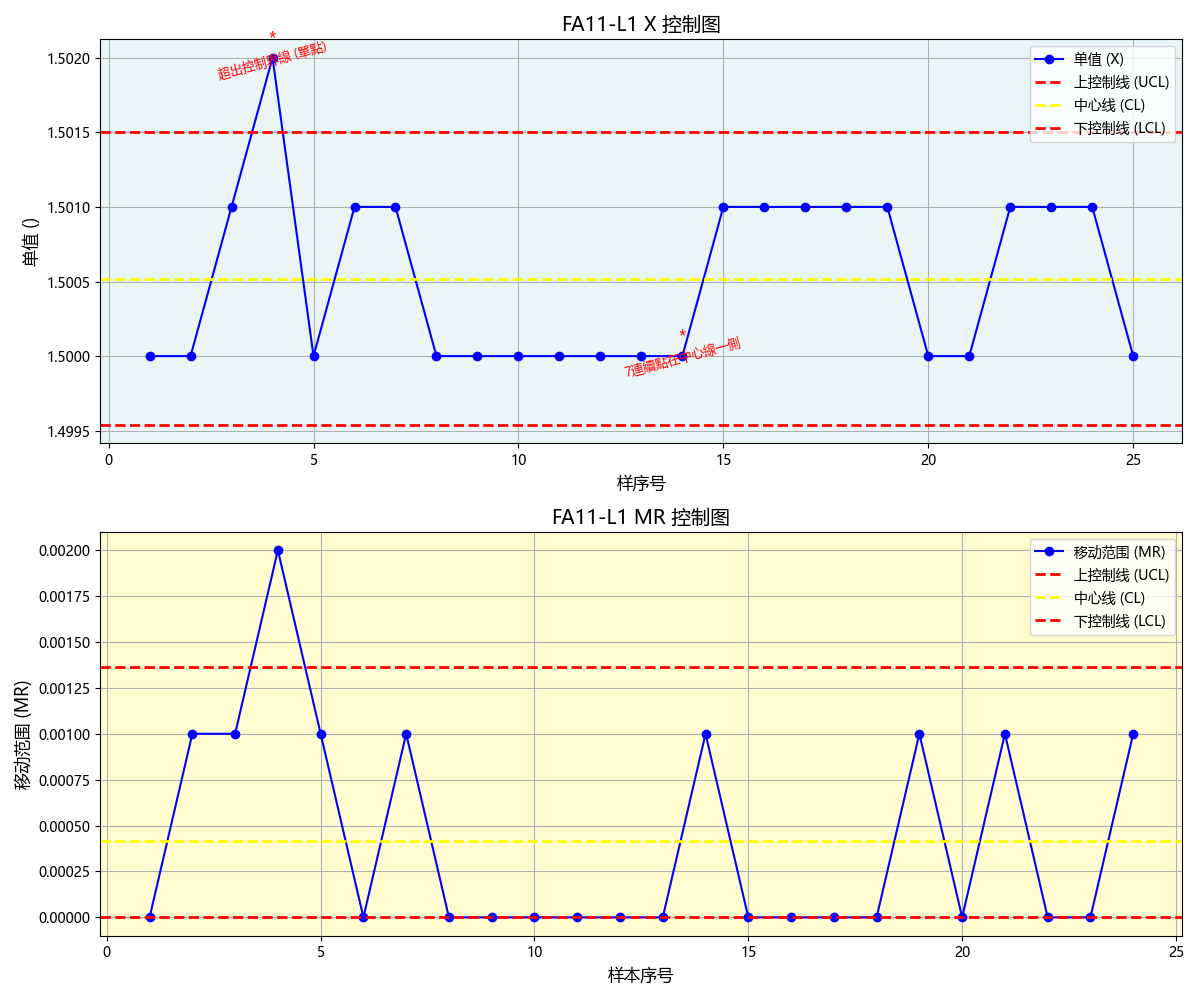 FA11-L1 X 控制图
*
超出控制界線 (單點)
单值 (X)
上控制线 (UCL)
中心线 (CL)
下控制线 (LCL)
单值 ()
1.5020
1.5015
1.5010
1.5005
1.5000
1.4995
*
7連續點在中心線一側
0 5 10 15 20 25
样序号
FA11-L1 MR 控制图
移动范围 (MR)
上控制线 (UCL)
中心线 (CL)
下控制线 (LCL)
移动范围 (MR)
0.00200
0.00175
0.00150
0.00125
0.00100
0.00075
0.00050
0.00025
0.00000
0 5 10 15 20 25
样本序号